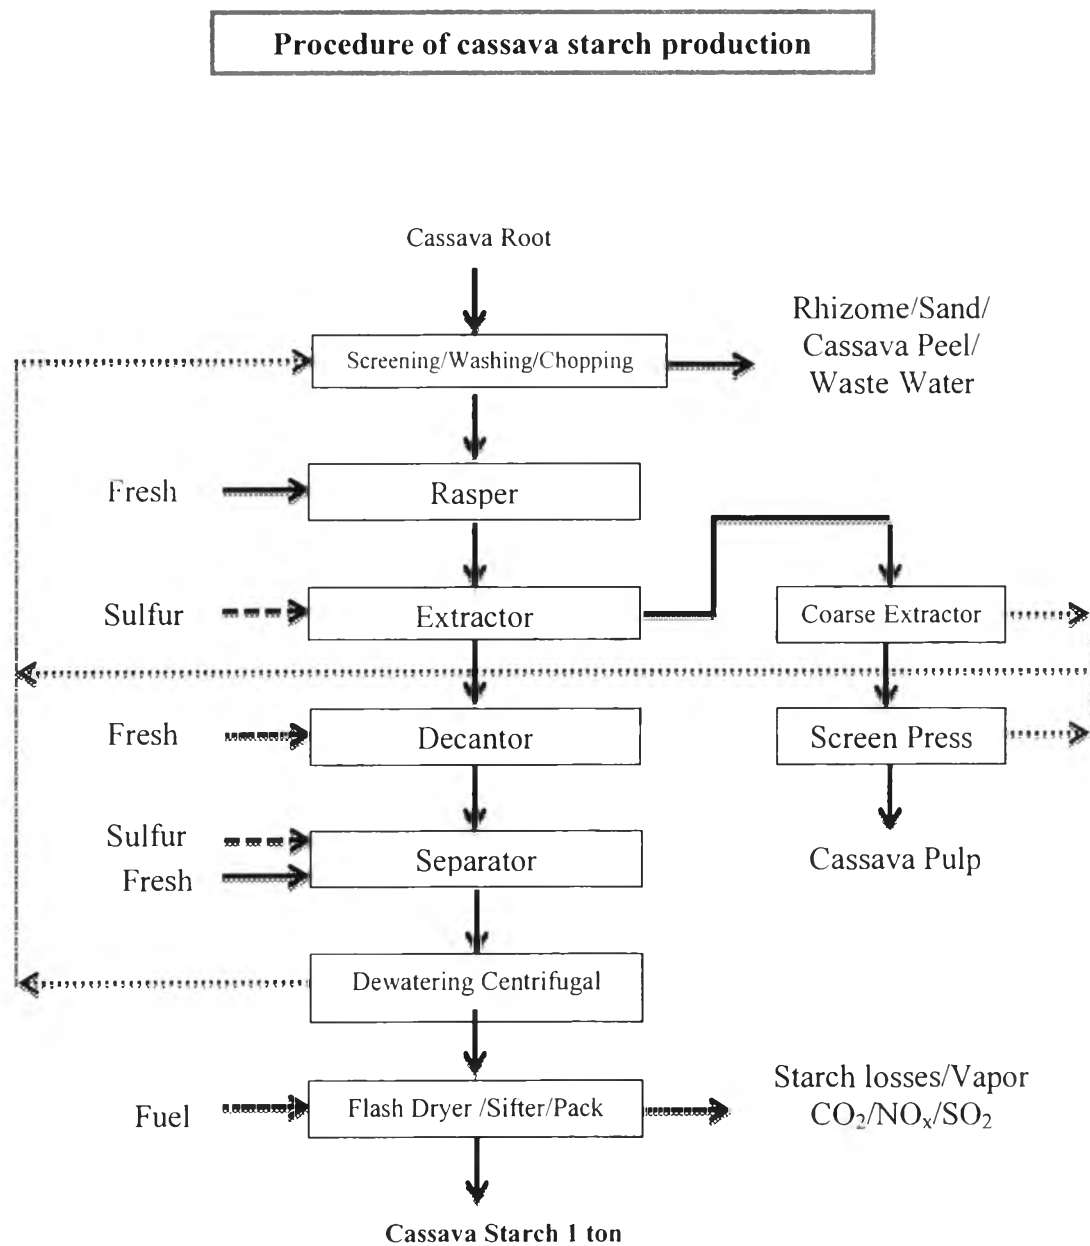 Procedure of cassava starch production
Cassava Root
Rhizome/Sand/
Cassava Peel/
Waste Water
Screening/Washing/Chopping
Fresh
Rasper
Sulfur
Extractor
Coarse Extractor
Fresh
Decantor
Screen Press
Sulfur
Fresh
Separator
Cassava Pulp
Dewatering Centrifugal
Starch losses/Vapor
CO₂/NOₓ/SO₂
Fuel
Flash Dryer /Sifter/Pack
Cassava Starch 1 ton